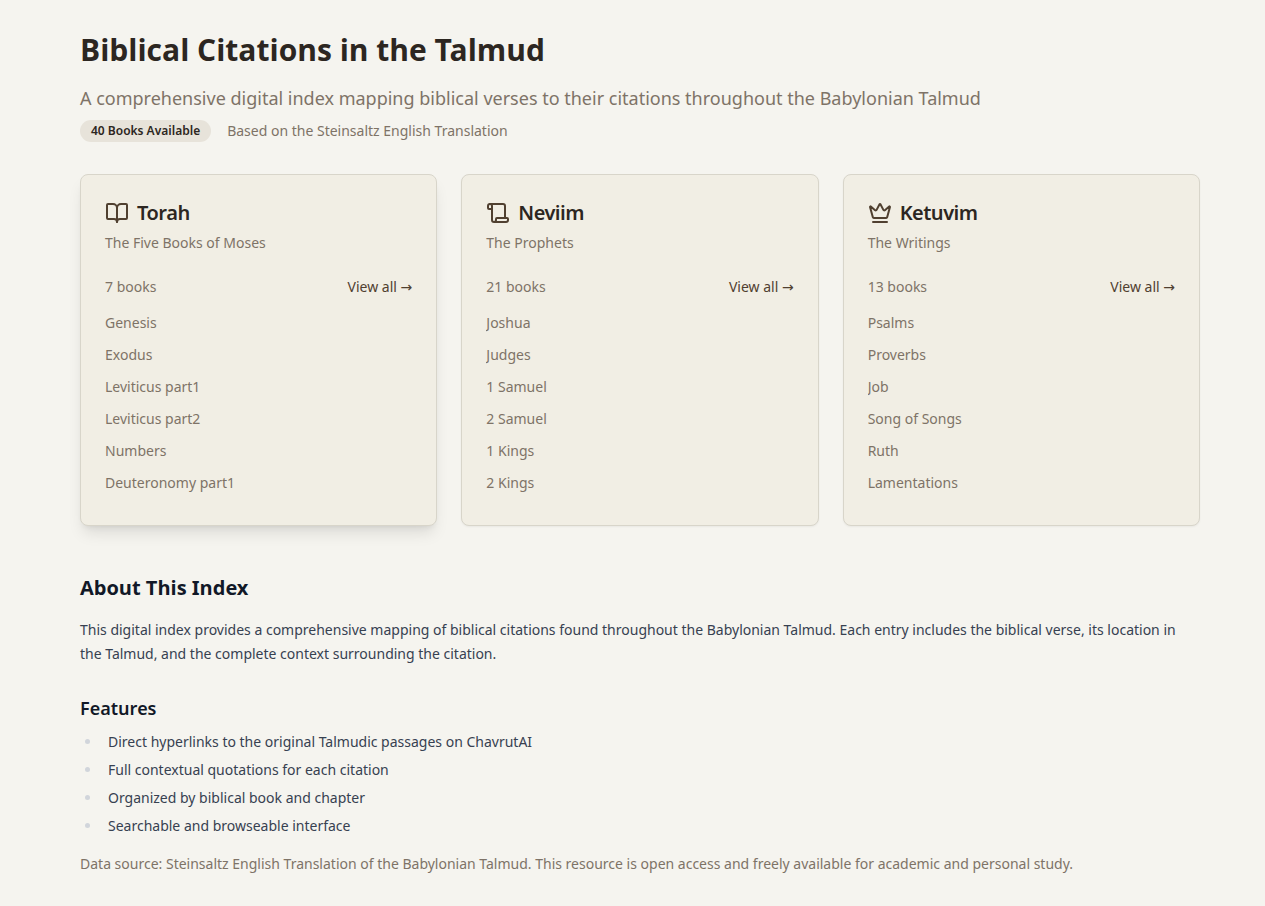 Biblical Citations in the Talmud
A comprehensive digital index mapping biblical verses to their citations throughout the Babylonian Talmud
40 Books Available
Based on the Steinsaltz English Translation
Torah
The Five Books of Moses
7 books
View all →
Genesis
Exodus
Leviticus part1
Leviticus part2
Numbers
Deuteronomy part1
Neviim
The Prophets
21 books
View all →
Joshua
Judges
1 Samuel
2 Samuel
1 Kings
2 Kings
Ketuvim
The Writings
13 books
View all →
Psalms
Proverbs
Job
Song of Songs
Ruth
Lamentations
About This Index
This digital index provides a comprehensive mapping of biblical citations found throughout the Babylonian Talmud. Each entry includes the biblical verse, its location in
the Talmud, and the complete context surrounding the citation.
Features
Direct hyperlinks to the original Talmudic passages on ChavrutAI
Full contextual quotations for each citation
Organized by biblical book and chapter
Searchable and browseable interface
Data source: Steinsaltz English Translation of the Babylonian Talmud. This resource is open access and freely available for academic and personal study.